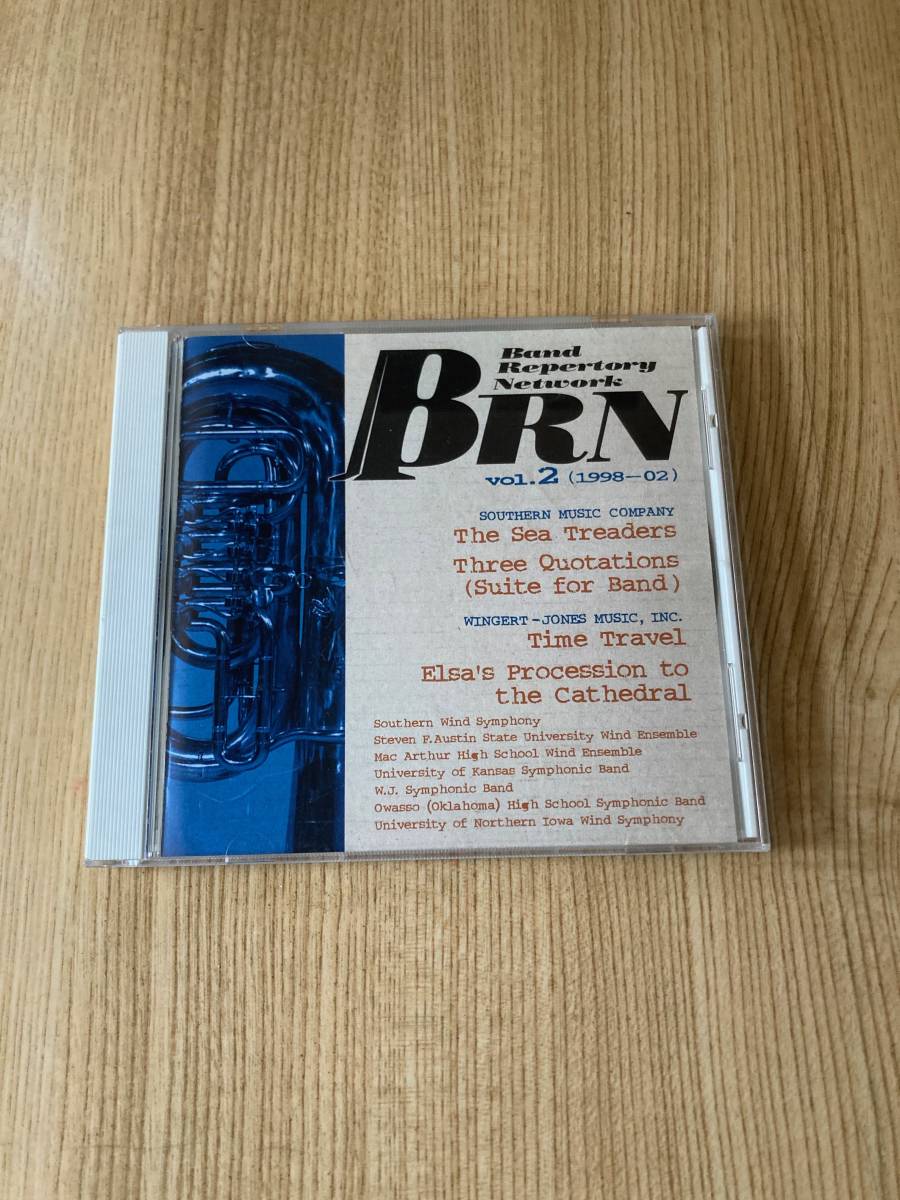 Band
Repertory
Network
BRN
vol.2 (1998-02)
SOUTHERN MUSIC COMPANY
The Sea Treaders
Three Quotations
(Suite for Band)
WINGERT-JONES MUSIC, INC.
Time Travel
Elsa's Procession to
the Cathedral
Southern Wind Symphony
Steven F.Austin State University Wind Ensemble
Mac Arthur High School Wind Ensemble
University of Kansas Symphonic Band
W.J. Symphonic Band
Owasso (Oklahoma) High School Symphonic Band
University of Northern Iowa Wind Symphony